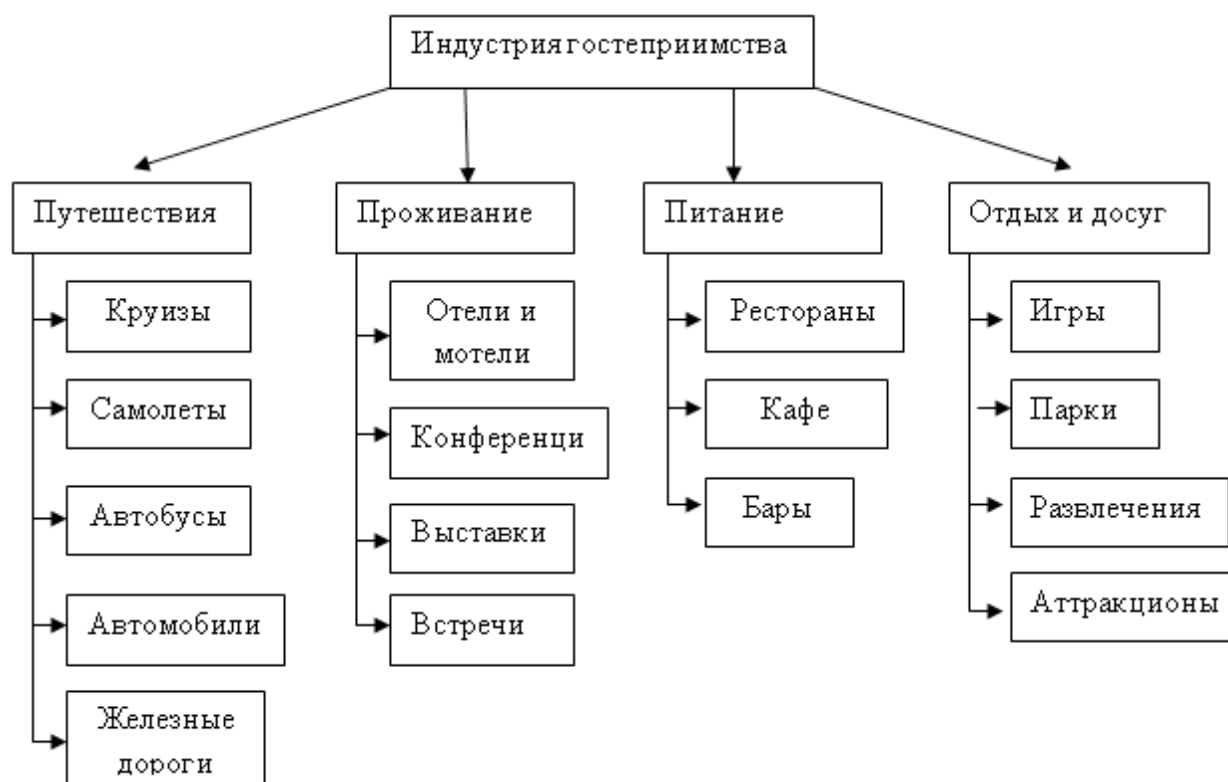 Индустрия гостеприимства
Путешествия
Проживание
Питание
Отдых и досуг
Круизы
Самолеты
Автобусы
Автомобили
Железные
дороги
Отели и
мотели
Конференци
Выставки
Встречи
Рестораны
Кафе
Бары
Игры
Парки
Развлечения
Аттракционы